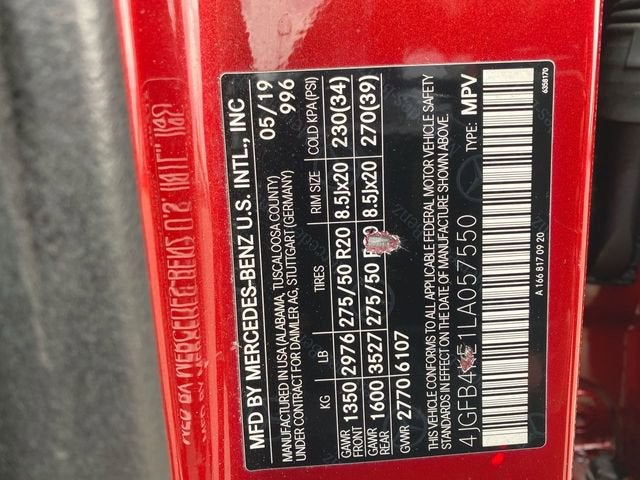 MFD BY MERCEDES-BENZ U.S. INTL., INC
MANUFACTURED IN USA (ALABAMA, TUSCALOOSA COUNTY) 05/19
UNDER CONTRACT FOR DAIMLER AG, STUTTGART (GERMANY) 996
KG LB TIRES RIM SIZE COLD KPA (PSI)
GAWR FRONT 1350 2976 275/50 R20 8.5Jx20 230(34)
GAWR REAR 1600 3527 275/50 8.5Jx20 270(39)
GVWR 2770 6107
THIS VEHICLE CONFORMS TO ALL APPLICABLE FEDERAL MOTOR VEHICLE SAFETY
STANDARDS IN EFFECT ON THE DATE OF MANUFACTURE SHOWN ABOVE.
TYPE: MPV
A 166 817 09 20
6358170